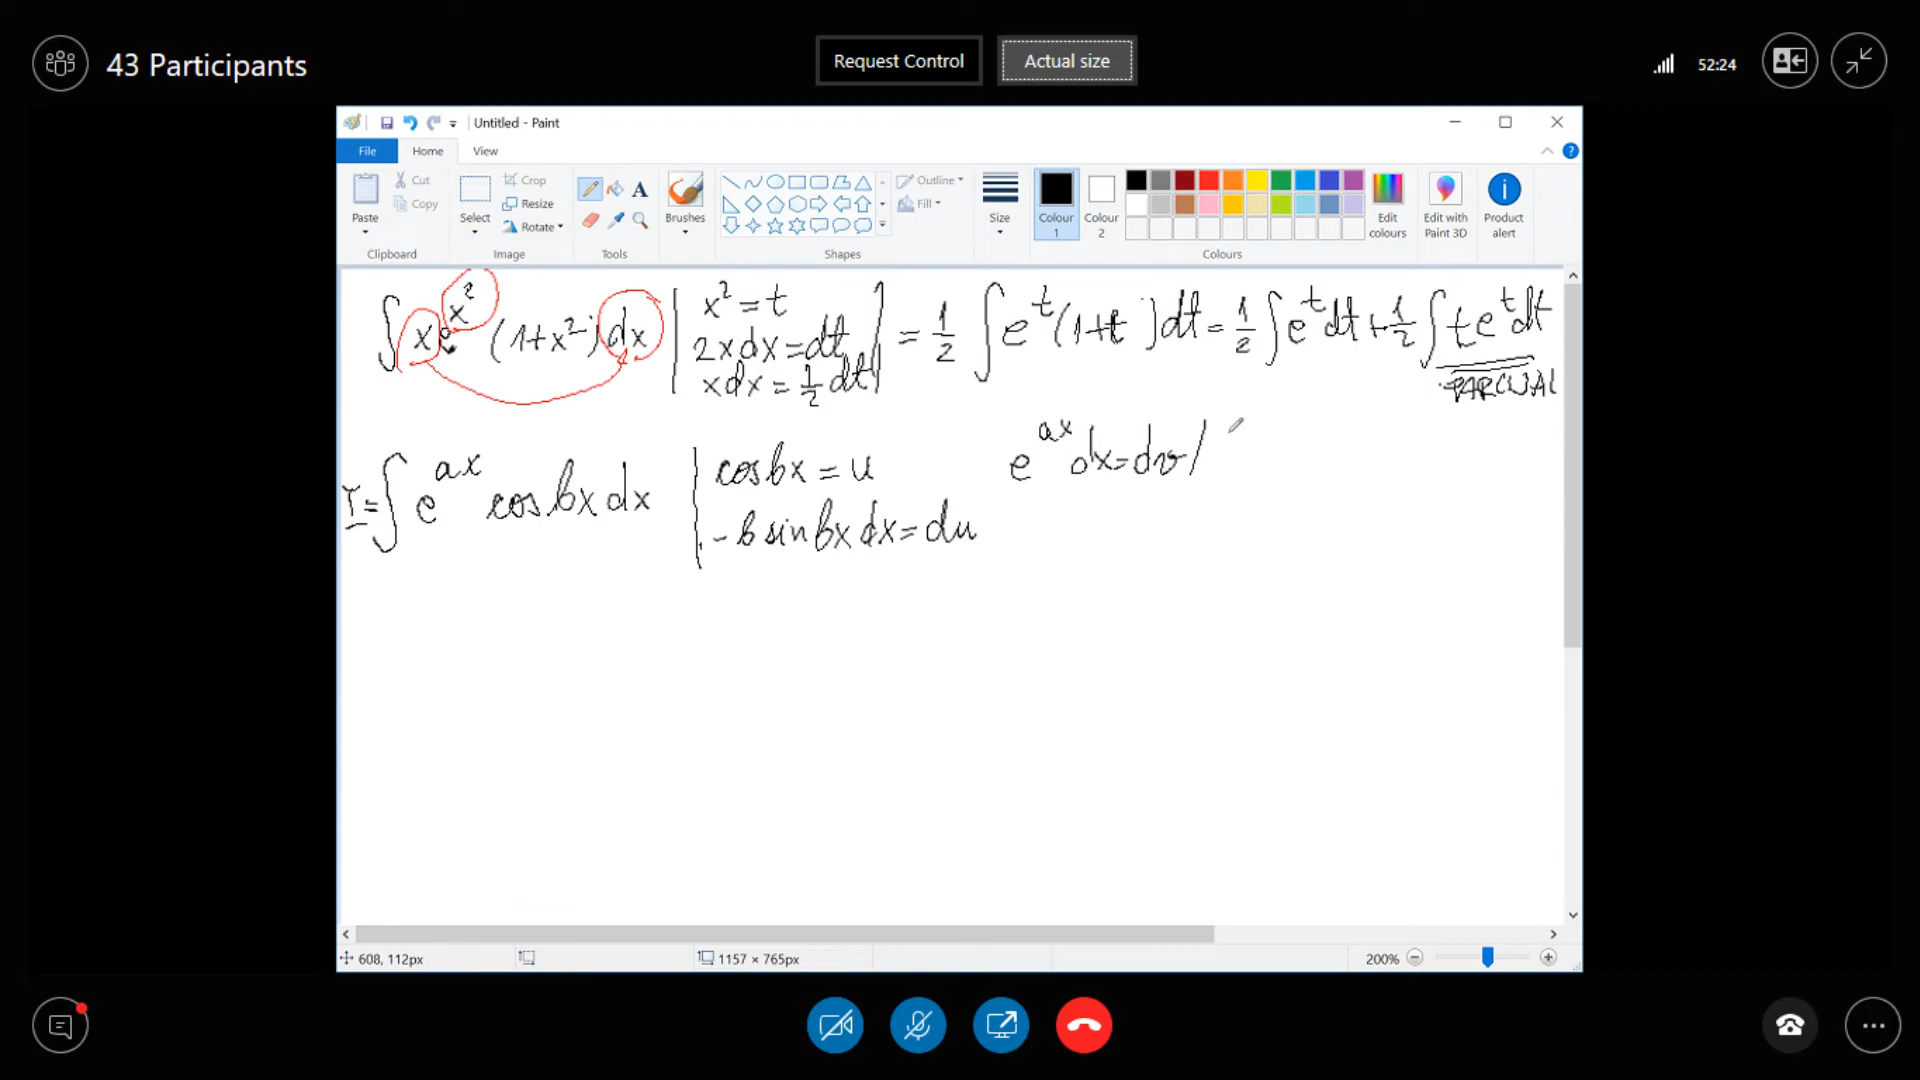 43 Participants
Request Control
Actual size
52:24
Untitled - Paint
File Home View
Cut
Crop
Outline
Copy
Resize
Fill
Rotate
Paste
Select
Brushes
Size
Colour 1
Colour 2
Edit colours
Edit with Paint 3D
Product alert
Clipboard Image Tools Shapes Colours
∫ x e^{x²} (1+x²) dx | x² = t
2x dx = dt
x dx = 1/2 dt | = 1/2 ∫ e^t (1+t) dt = 1/2 ∫ e^t dt + 1/2 ∫ t e^t dt
I = ∫ e^{ax} cos bx dx | cos bx = u e^{ax} dx = dv /
- b sin bx dx = du
608, 112px
1157 × 765px
200%